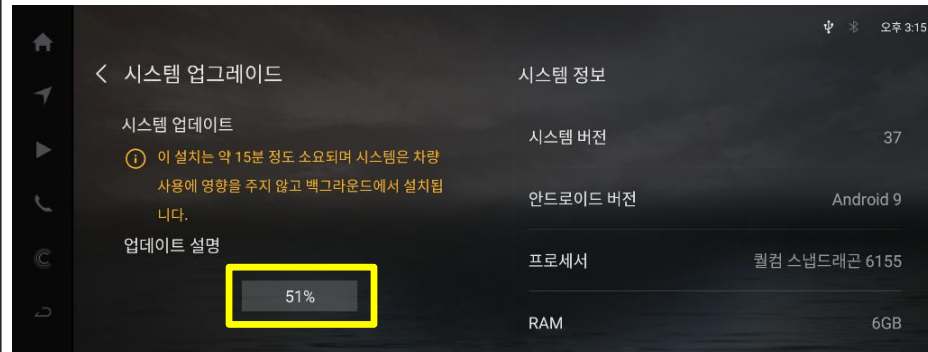 오후 3:15
시스템 업그레이드
시스템 정보
시스템 업데이트
이 설치는 약 15분 정도 소요되며 시스템은 차량
사용에 영향을 주지 않고 백그라운드에서 설치됩
니다.
업데이트 설명
51%
시스템 버전 37
안드로이드 버전 Android 9
프로세서 퀄컴 스냅드래곤 6155
RAM 6GB